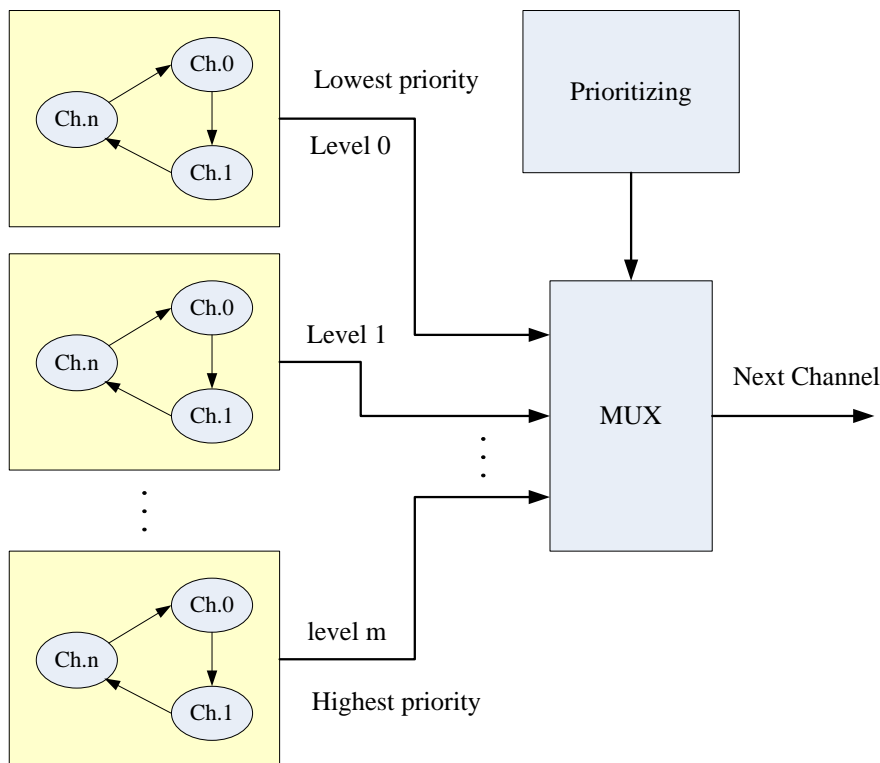 Ch.0
Ch.n
Ch.1
Lowest priority
Level 0
Prioritizing
Ch.0
Ch.n
Ch.1
Level 1
MUX
Next Channel
Ch.0
Ch.n
Ch.1
level m
Highest priority